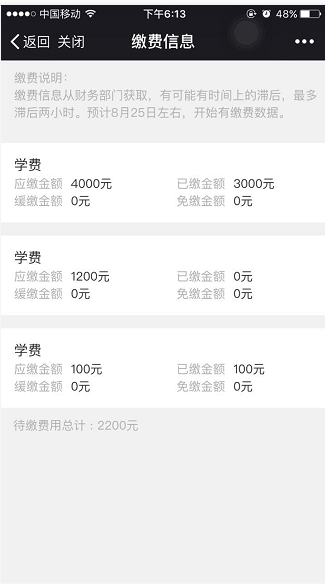 中国移动 下午6:13 48%
返回 关闭 缴费信息
缴费说明：
缴费信息从财务部门获取，有可能有时间上的滞后，最多
滞后两小时。预计8月25日左右，开始有缴费数据。
学费
应缴金额 4000元 已缴金额 3000元
缓缴金额 0元 免缴金额 0元
学费
应缴金额 1200元 已缴金额 0元
缓缴金额 0元 免缴金额 0元
学费
应缴金额 100元 已缴金额 100元
缓缴金额 0元 免缴金额 0元
待缴费用总计：2200元